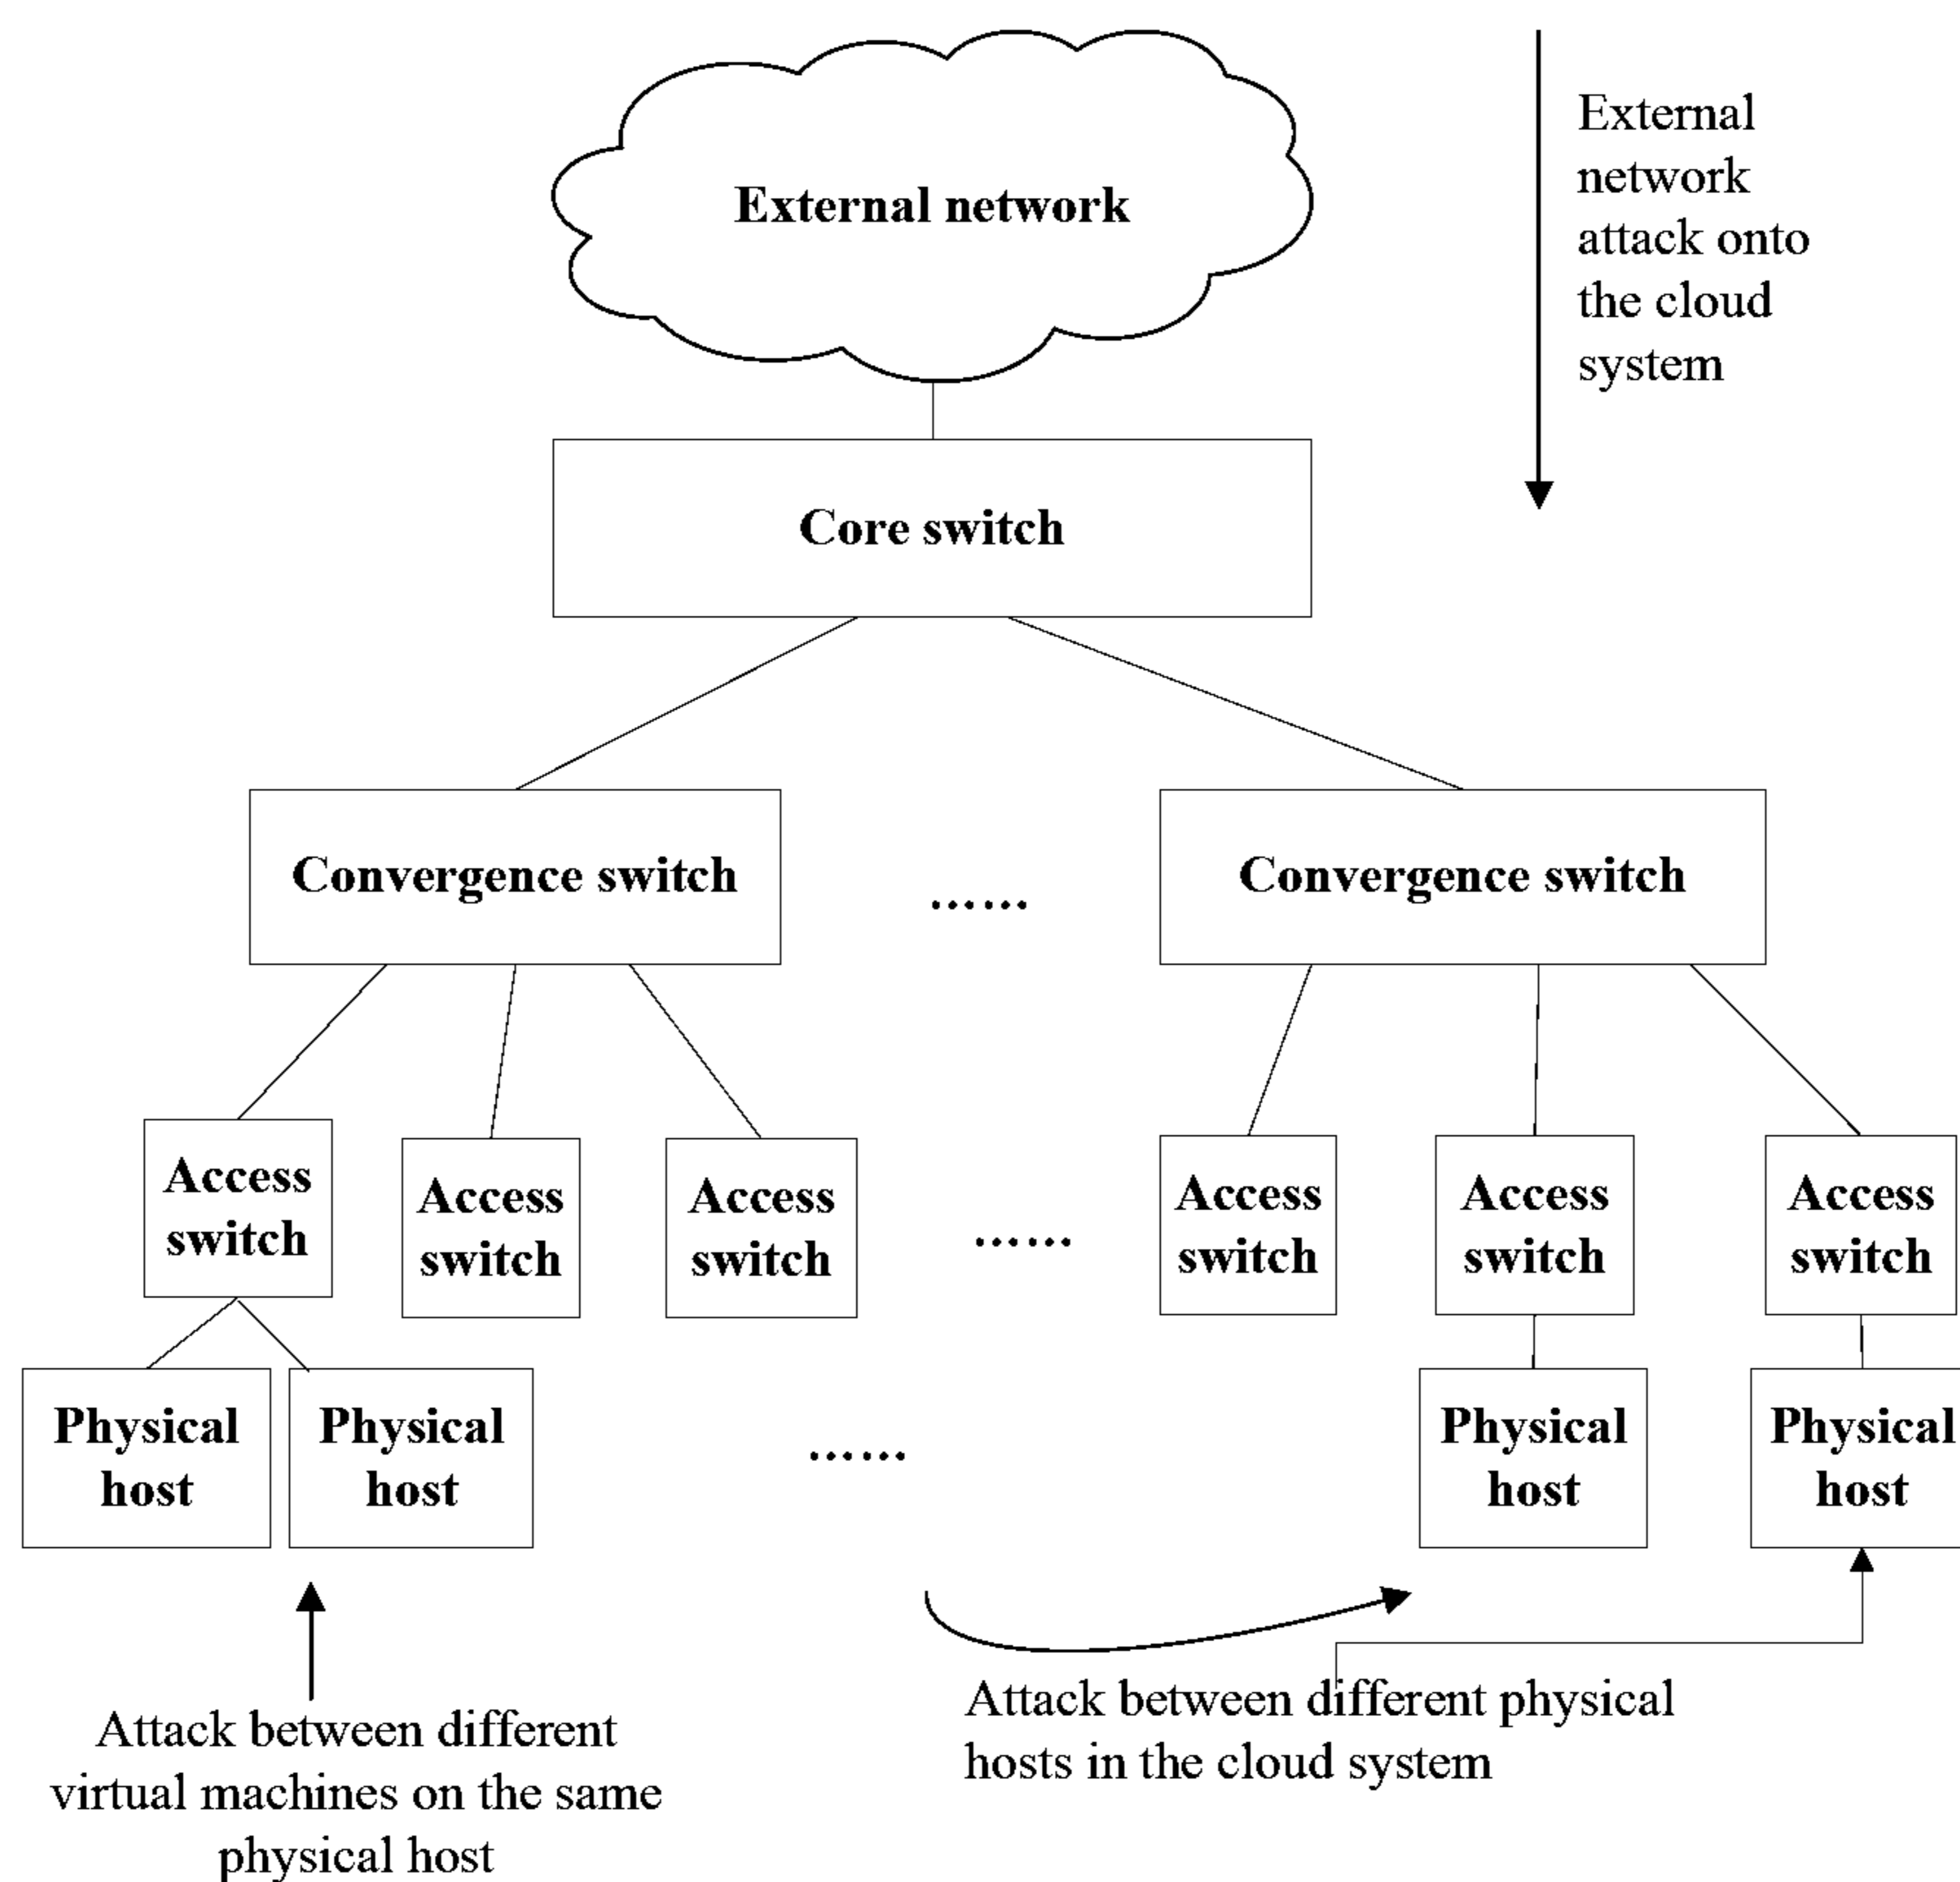 External network
External
network
attack onto
the cloud
system
Core switch
Convergence switch
......
Convergence switch
Access
switch
Access
switch
Access
switch
......
Access
switch
Access
switch
Access
switch
Physical
host
Physical
host
......
Physical
host
Physical
host
Attack between different
virtual machines on the same
physical host
Attack between different physical
hosts in the cloud system